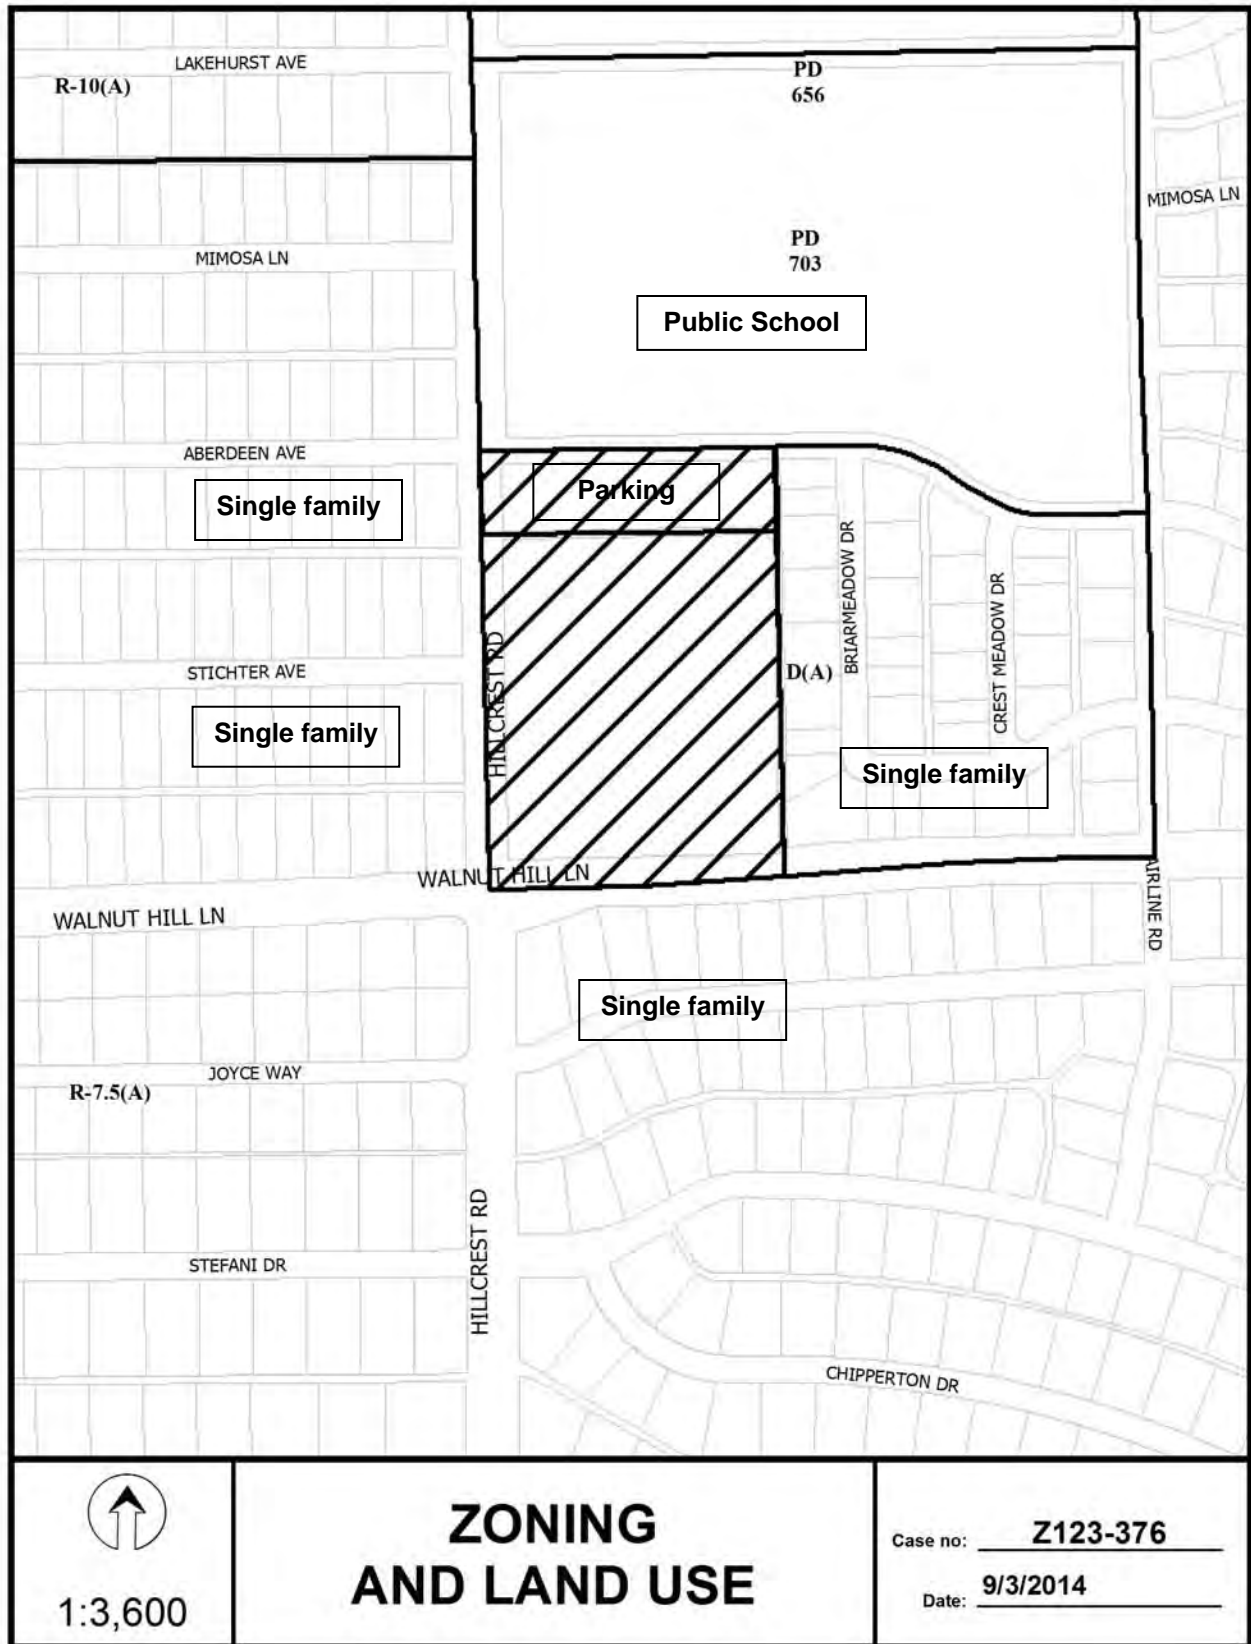 LAKEHURST AVE
R-10(A)
PD
656
MIMOSA LN
MIMOSA LN
PD
703
Public School
ABERDEEN AVE
Single family
Parking
BRIARMEADOW DR
CREST MEADOW DR
STICHTER AVE
HILLCREST RD
D(A)
Single family
Single family
WALNUT HILL LN
WALNUT HILL LN
AIRLINE RD
Single family
JOYCE WAY
R-7.5(A)
HILLCREST RD
STEFANI DR
CHIPPERTON DR
1:3,600
ZONING
AND LAND USE
Case no: Z123-376
Date: 9/3/2014